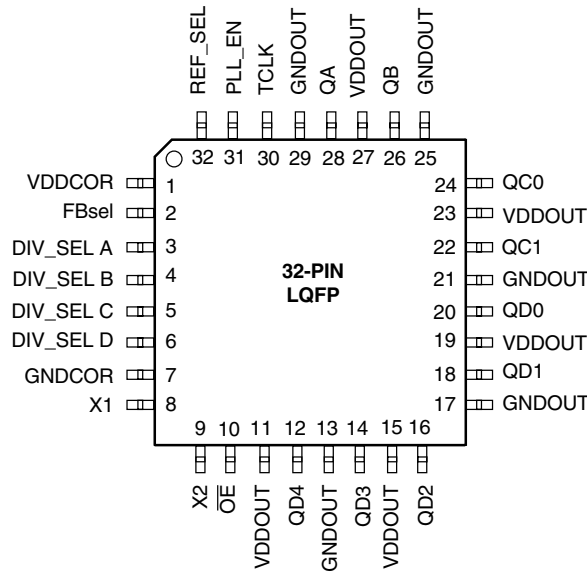 REF_SEL
PLL_EN
TCLK
GNDOUT
QA
VDDOUT
QB
GNDOUT
32 31 30 29 28 27 26 25
VDDCOR 1
FBsel 2
DIV_SEL A 3
DIV_SEL B 4
DIV_SEL C 5
DIV_SEL D 6
GNDCOR 7
X1 8
32-PIN
LQFP
24 QC0
23 VDDOUT
22 QC1
21 GNDOUT
20 QD0
19 VDDOUT
18 QD1
17 GNDOUT
9 10 11 12 13 14 15 16
X2
OE
VDDOUT
QD4
GNDOUT
QD3
VDDOUT
QD2